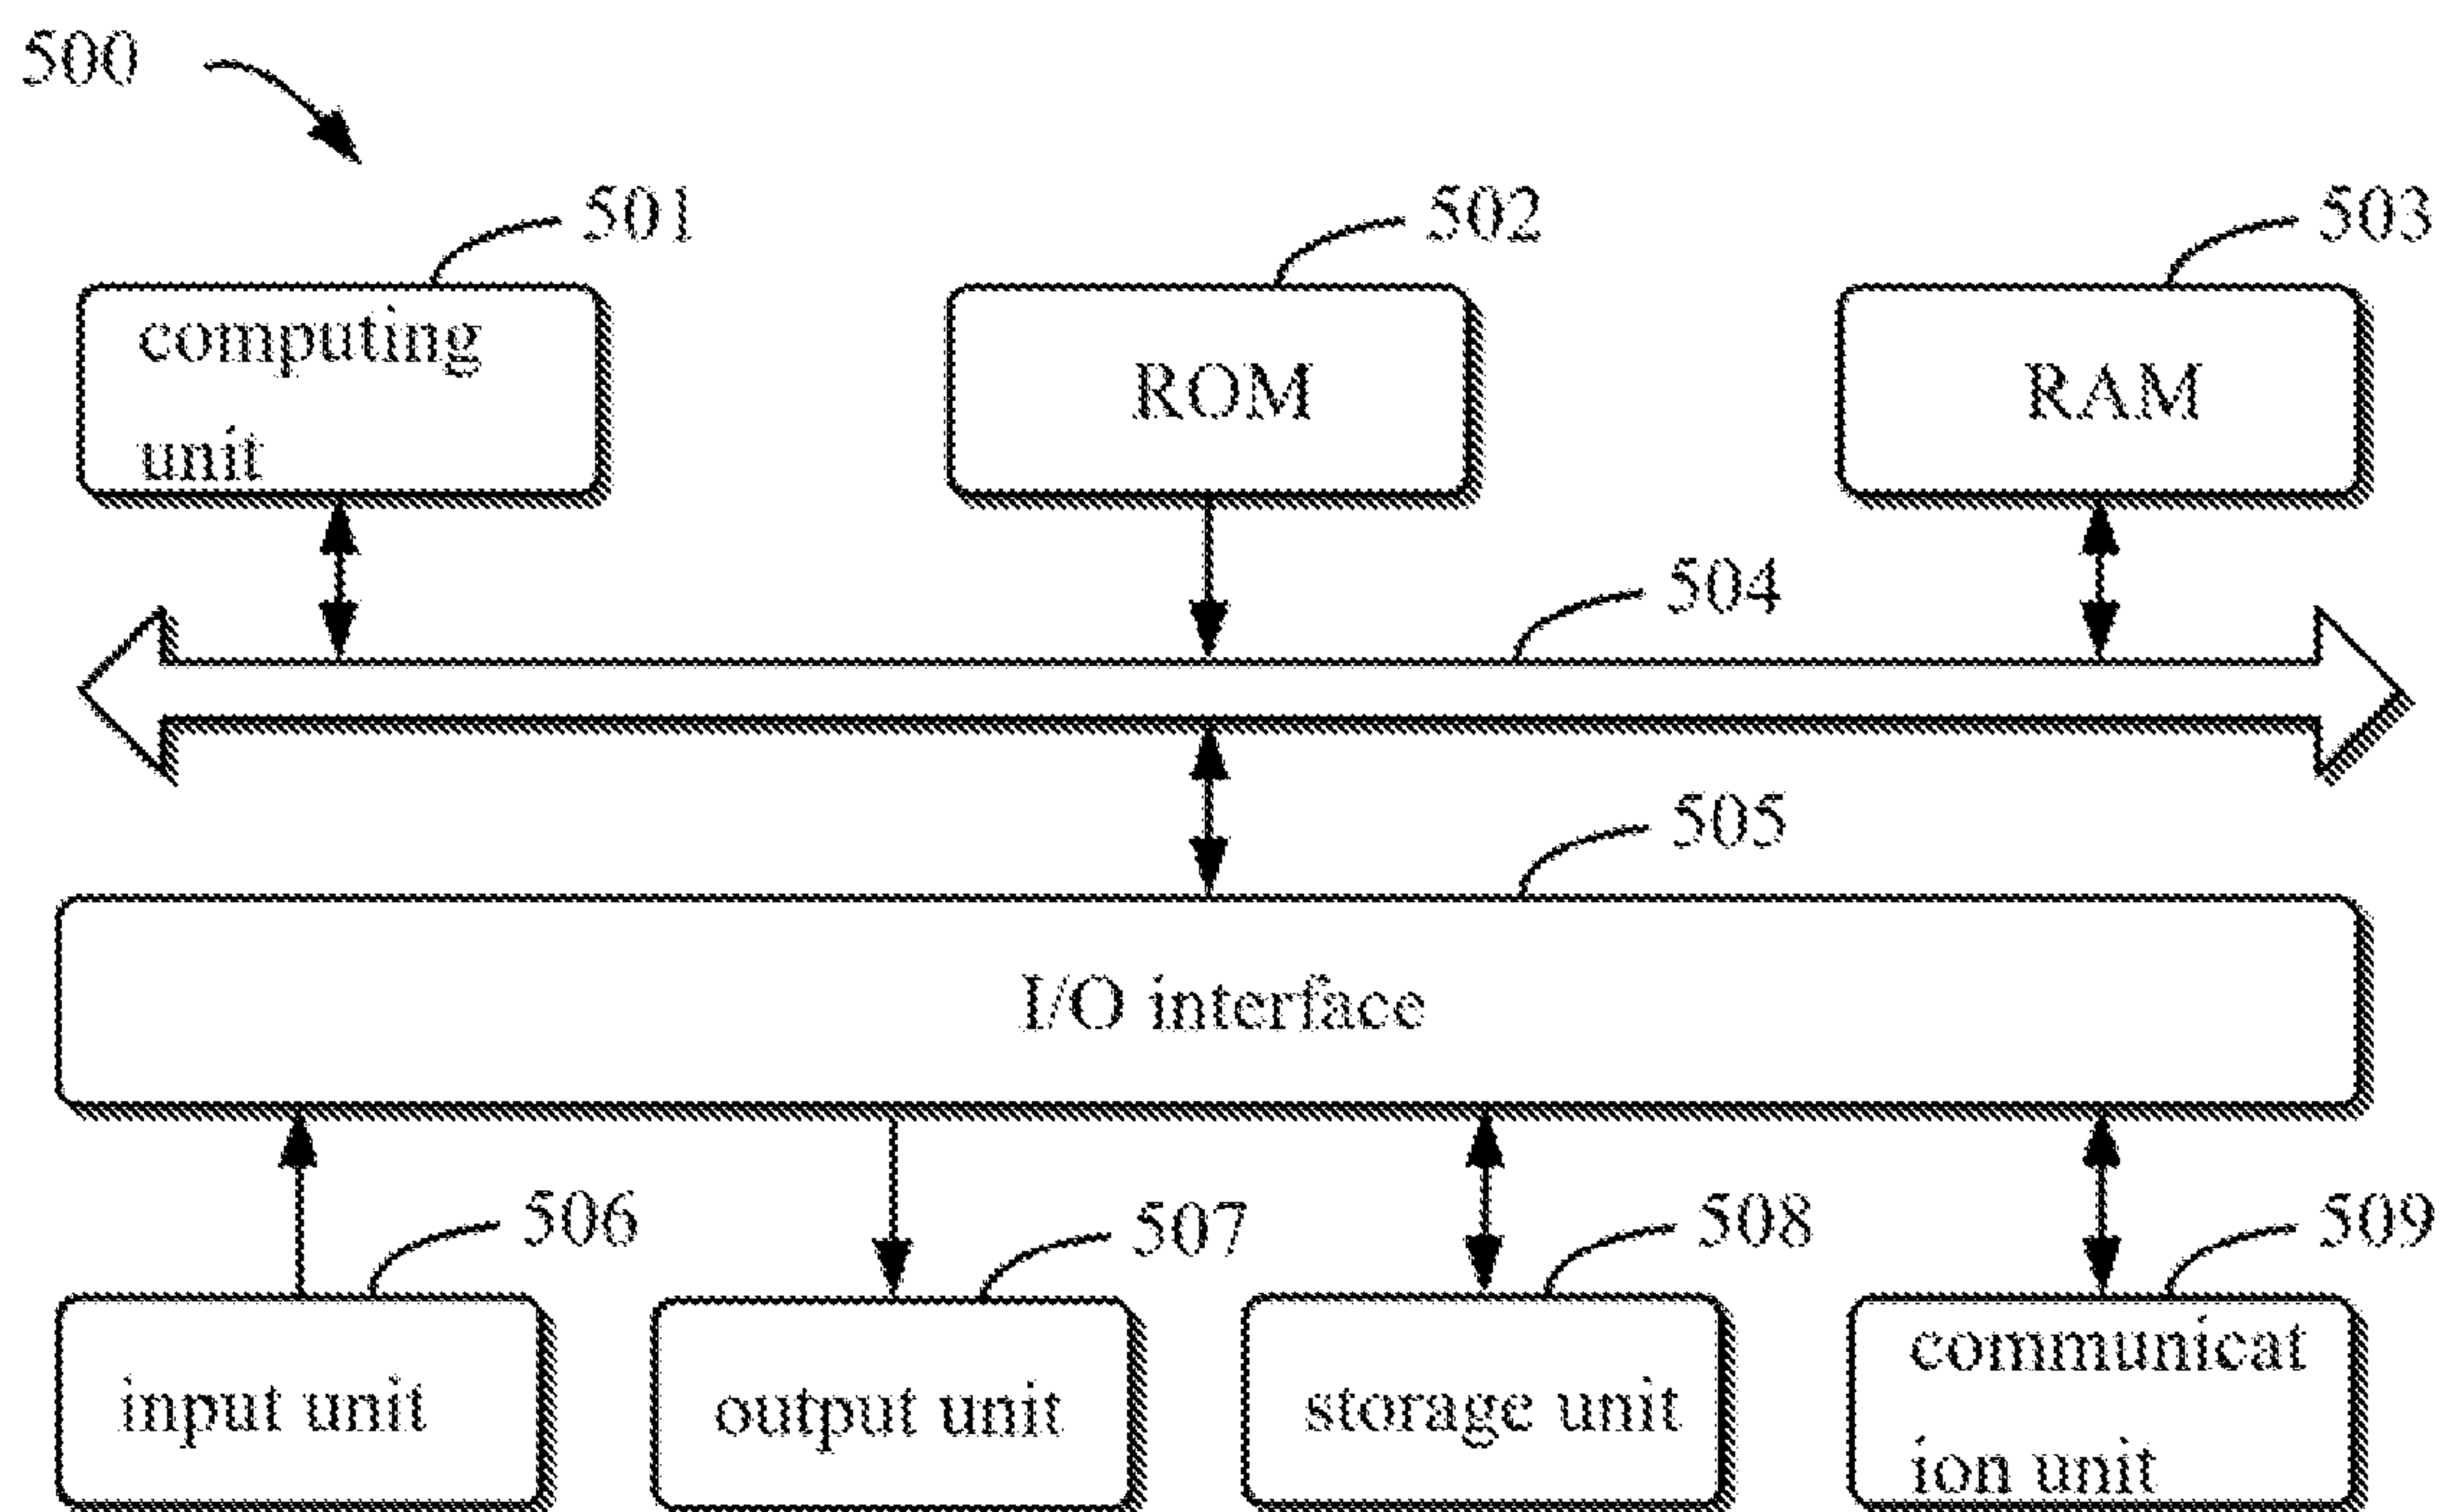 500
501
502
503
computing
unit
ROM
RAM
504
505
I/O interface
506
507
508
509
input unit
output unit
storage unit
communicat
ion unit